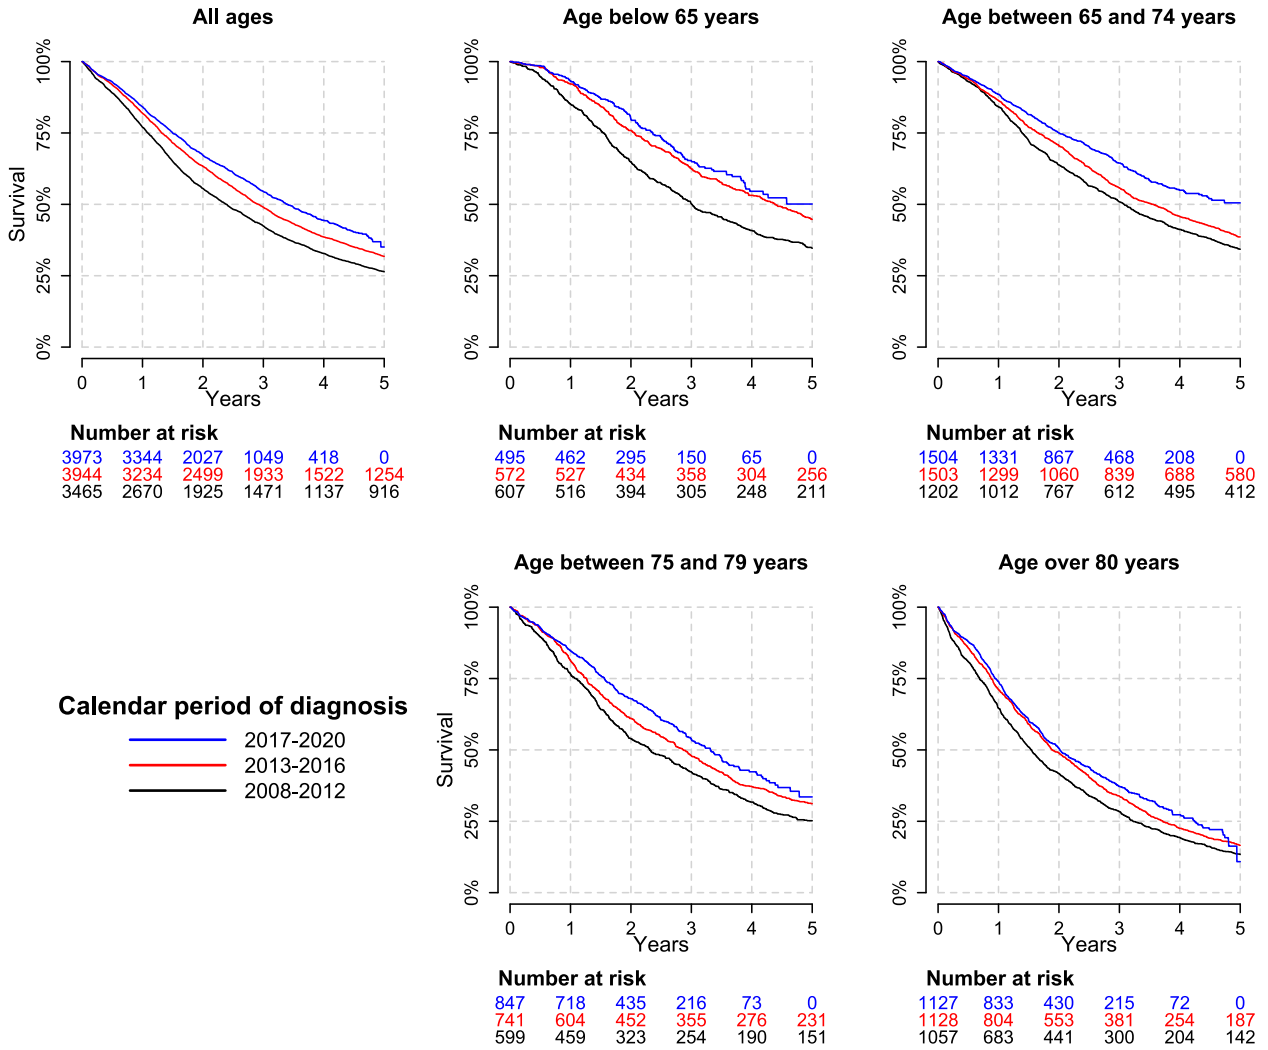 All ages
Survival
100%
75%
50%
25%
0%
0 1 2 3 4 5
Years
Number at risk
3973 3344 2027 1049 418 0
3944 3234 2499 1933 1522 1254
3465 2670 1925 1471 1137 916
Age below 65 years
100%
75%
50%
25%
0%
0 1 2 3 4 5
Years
Number at risk
495 462 295 150 65 0
572 527 434 358 304 256
607 516 394 305 248 211
Age between 65 and 74 years
100%
75%
50%
25%
0%
0 1 2 3 4 5
Years
Number at risk
1504 1331 867 468 208 0
1503 1299 1060 839 688 580
1202 1012 767 612 495 412
Calendar period of diagnosis
2017-2020
2013-2016
2008-2012
Age between 75 and 79 years
Survival
100%
75%
50%
25%
0%
0 1 2 3 4 5
Years
Number at risk
847 718 435 216 73 0
741 604 452 355 276 231
599 459 323 254 190 151
Age over 80 years
100%
75%
50%
25%
0%
0 1 2 3 4 5
Years
Number at risk
1127 833 430 215 72 0
1128 804 553 381 254 187
1057 683 441 300 204 142